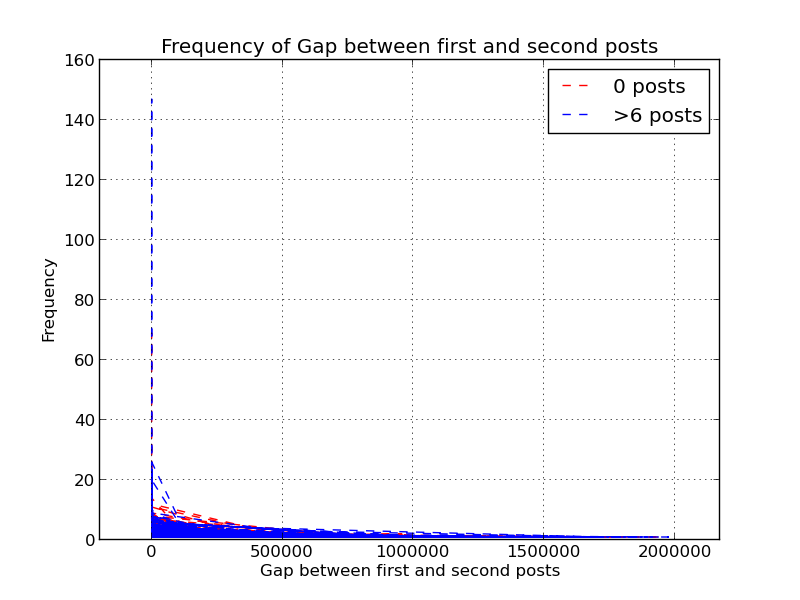 Frequency of Gap between first and second posts
160
140
120
100
80
60
40
20
0
Frequency
0 posts
>6 posts
0 500000 1000000 1500000 2000000
Gap between first and second posts